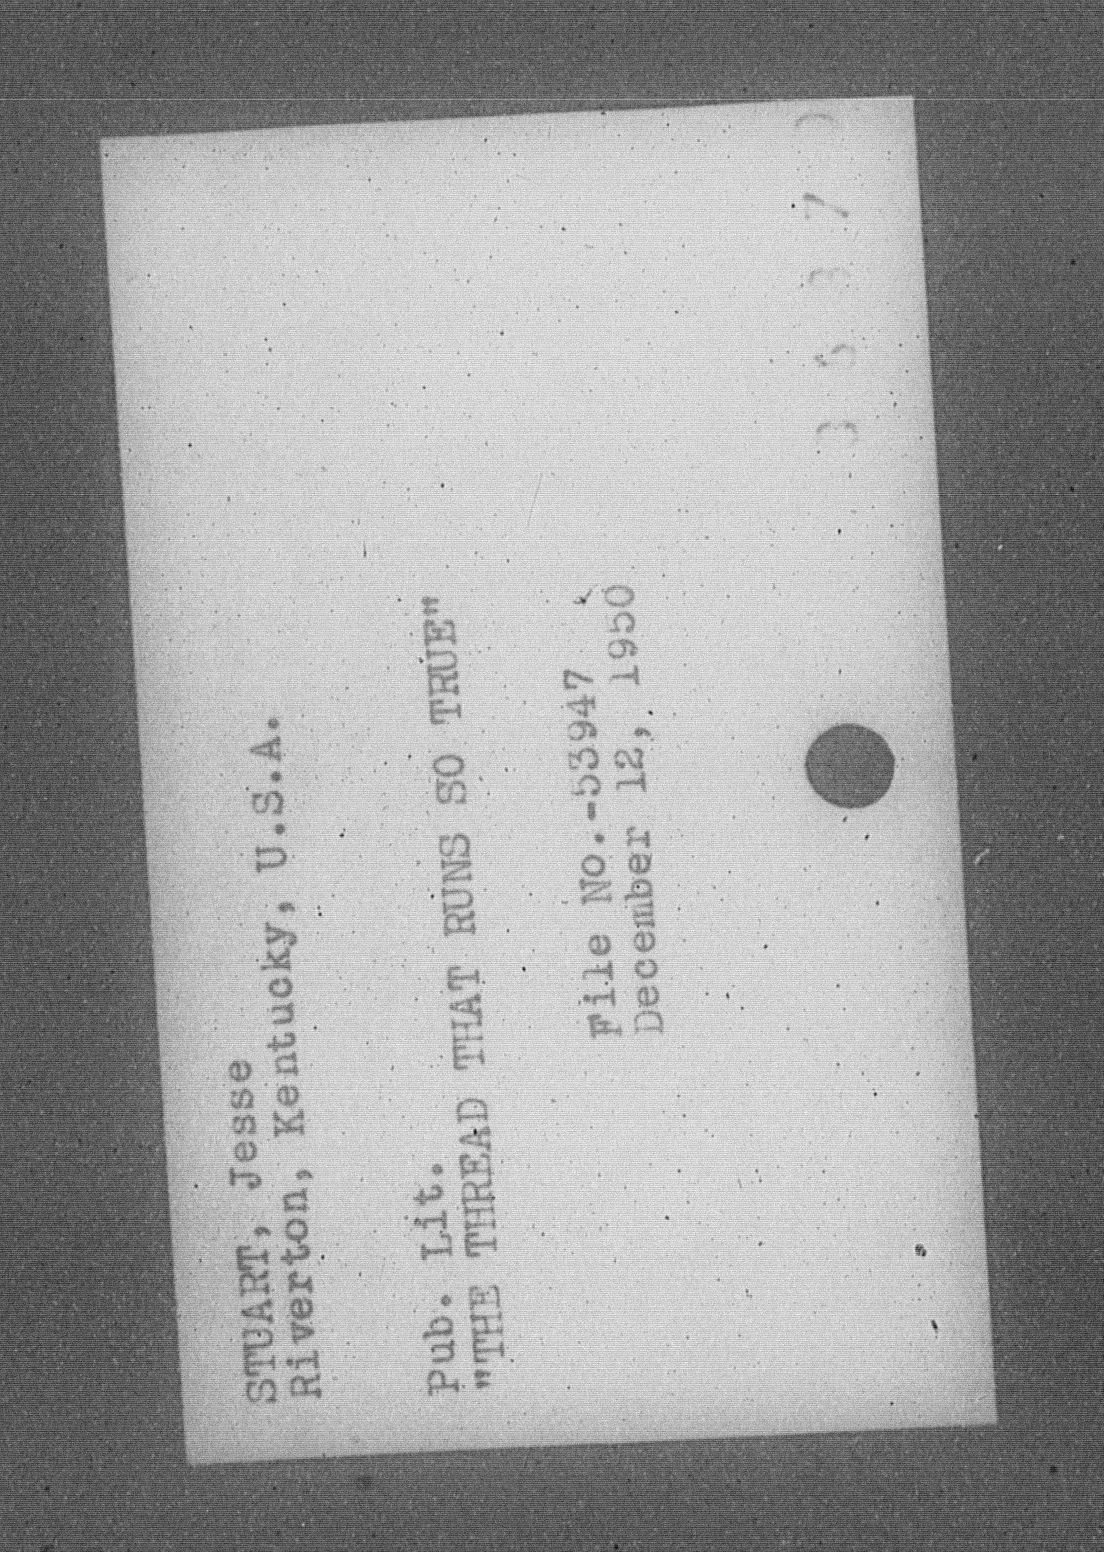 STUART, Jesse
Riverton, Kentucky, U.S.A.
Pub. Lit.
"THE THREAD THAT RUNS SO TRUE"
File No.-53947
December 12, 1950